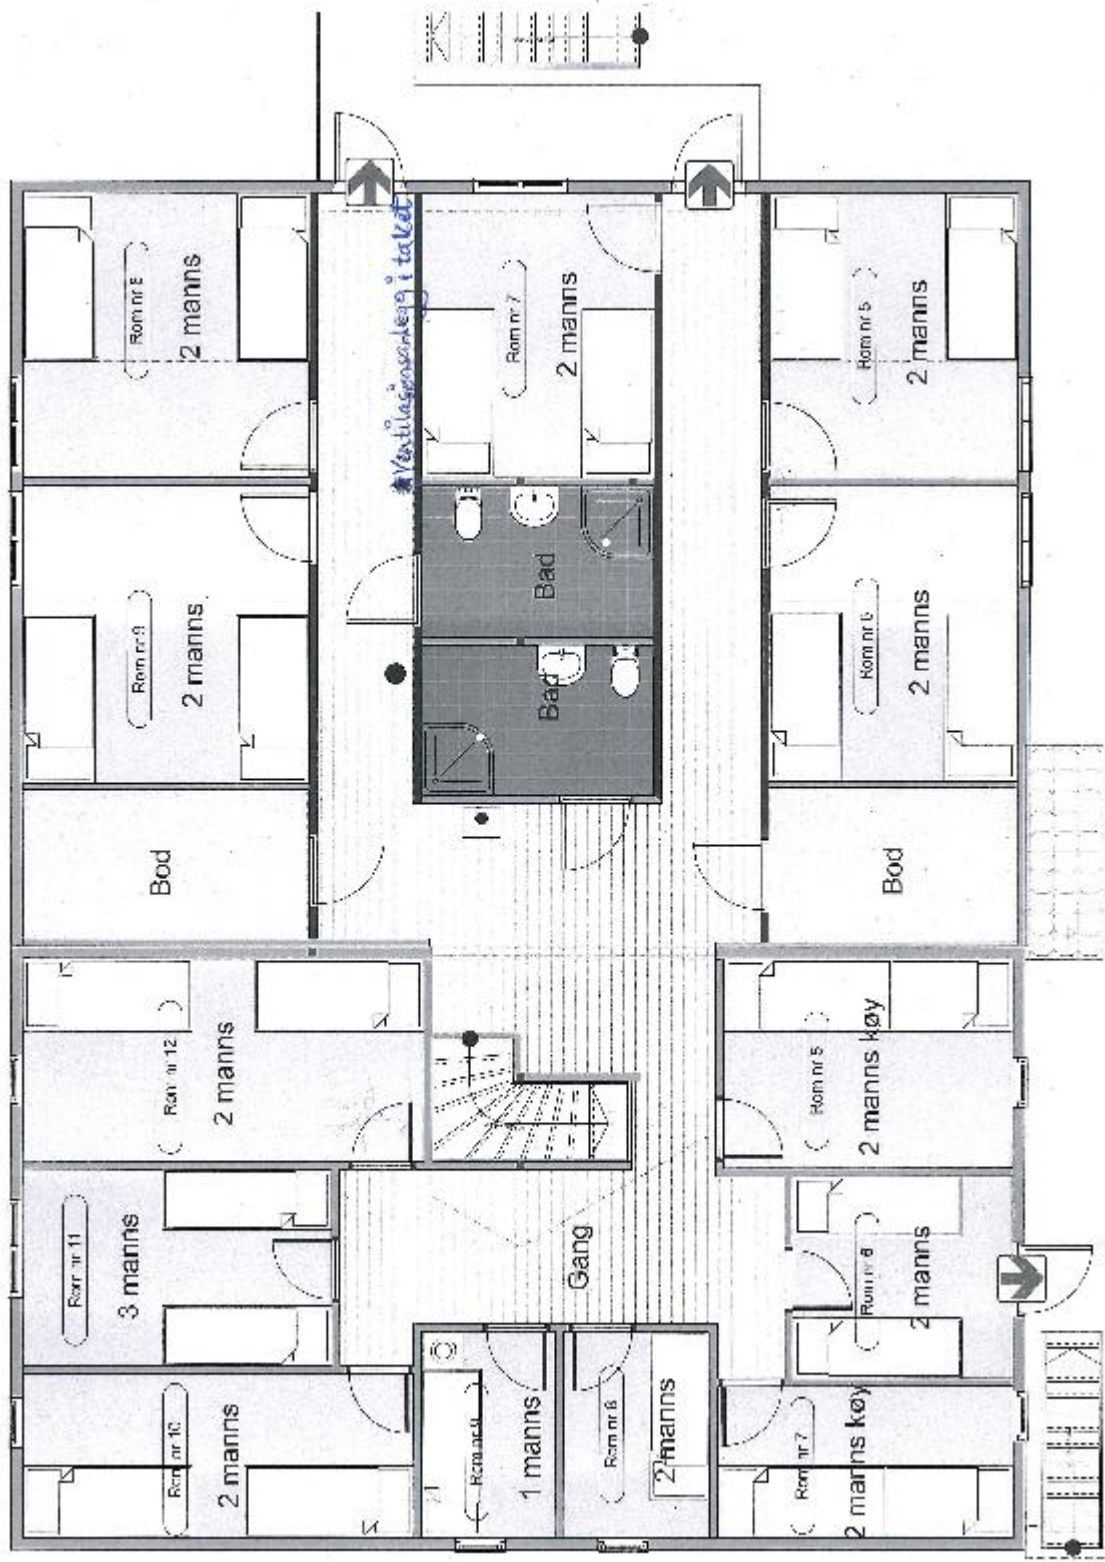 Rom nr 10
2 manns
Rom nr 11
3 manns
Rom nr 12
2 manns
Bod
Rom nr 9
2 manns
Rom nr 8
2 manns
*Ventilasjonsanlegg i taket
Rom nr 9
1 manns
Rom nr 8
2 manns
Gang
Bad
Bad
Rom nr 7
2 manns
Rom nr 7
2 manns køy
Rom nr 6
2 manns
Rom nr 5
2 manns køy
Bod
Rom nr 6
2 manns
Rom nr 5
2 manns